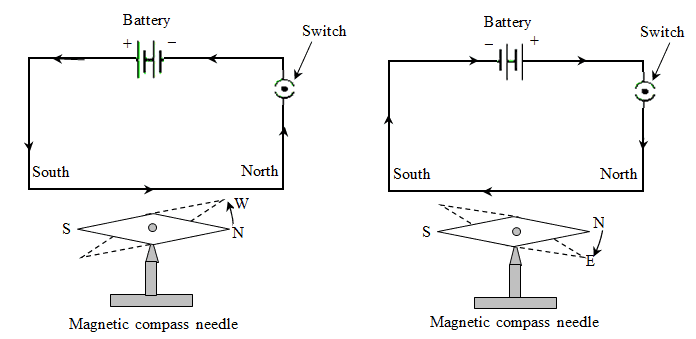 Battery
+ −
Switch
South
North
W
S
N
Magnetic compass needle
Battery
− +
Switch
South
North
N
S
E
Magnetic compass needle